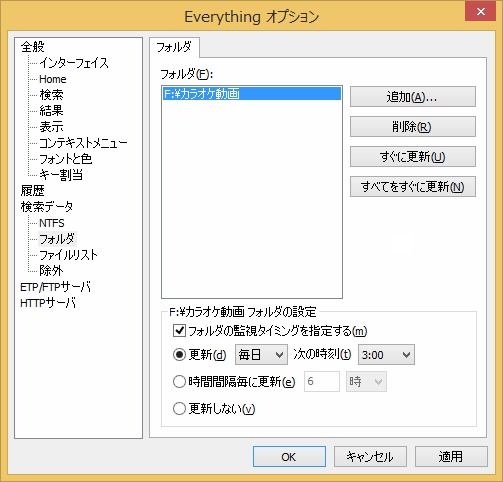 Everything オプション
全般
インターフェイス
Home
検索
結果
表示
コンテキストメニュー
フォントと色
キー割当
履歴
検索データ
NTFS
フォルダ
ファイルリスト
除外
ETP/FTPサーバ
HTTPサーバ
フォルダ
フォルダ(F):
F:¥カラオケ動画
追加(A)...
削除(R)
すぐに更新(U)
すべてをすぐに更新(N)
F:¥カラオケ動画 フォルダの設定
フォルダの監視タイミングを指定する(m)
更新(d) 毎日 次の時刻(t) 3:00
時間間隔毎に更新(e) 6 時
更新しない(v)
OK キャンセル 適用